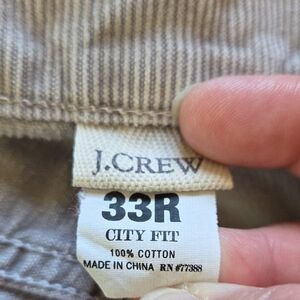 J.CREW
33R
CITY FIT
100% COTTON
MADE IN CHINA RN #77388